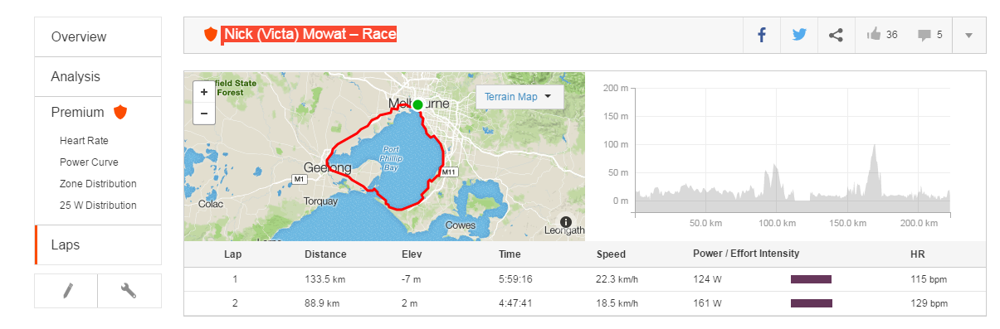 Overview
Analysis
Premium
Heart Rate
Power Curve
Zone Distribution
25 W Distribution
Laps
Nick (Victa) Mowat – Race
36
5
+
−
field State
Forest
Melbourne
Terrain Map
Port
Phillip
Bay
Geelong
M1
M11
Colac
Torquay
Cowes
Leongath
200 m
150 m
100 m
50 m
0 m
50.0 km 100.0 km 150.0 km 200.0 km
Lap Distance Elev Time Speed Power / Effort Intensity HR
1 133.5 km -7 m 5:59:16 22.3 km/h 124 W 115 bpm
2 88.9 km 2 m 4:47:41 18.5 km/h 161 W 129 bpm